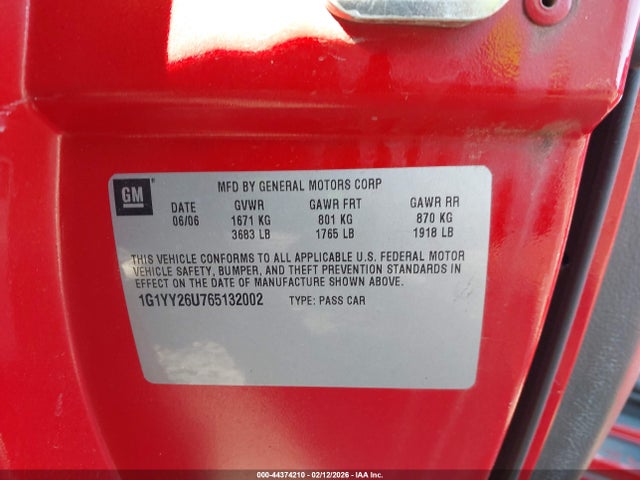 GM
MFD BY GENERAL MOTORS CORP
DATE GVWR GAWR FRT GAWR RR
06/06 1671 KG 801 KG 870 KG
3683 LB 1765 LB 1918 LB
THIS VEHICLE CONFORMS TO ALL APPLICABLE U.S. FEDERAL MOTOR
VEHICLE SAFETY, BUMPER, AND THEFT PREVENTION STANDARDS IN
EFFECT ON THE DATE OF MANUFACTURE SHOWN ABOVE.
1G1YY26U765132002 TYPE: PASS CAR
000-44374210 - 02/12/2026 - IAA Inc.